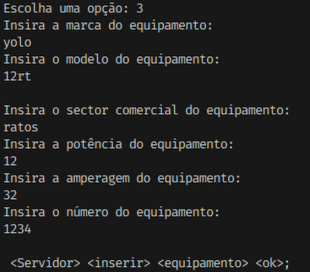 Escolha uma opção: 3
Insira a marca do equipamento:
yolo
Insira o modelo do equipamento:
12rt
Insira o sector comercial do equipamento:
ratos
Insira a potência do equipamento:
12
Insira a amperagem do equipamento:
32
Insira o número do equipamento:
1234
<Servidor> <inserir> <equipamento> <ok>;